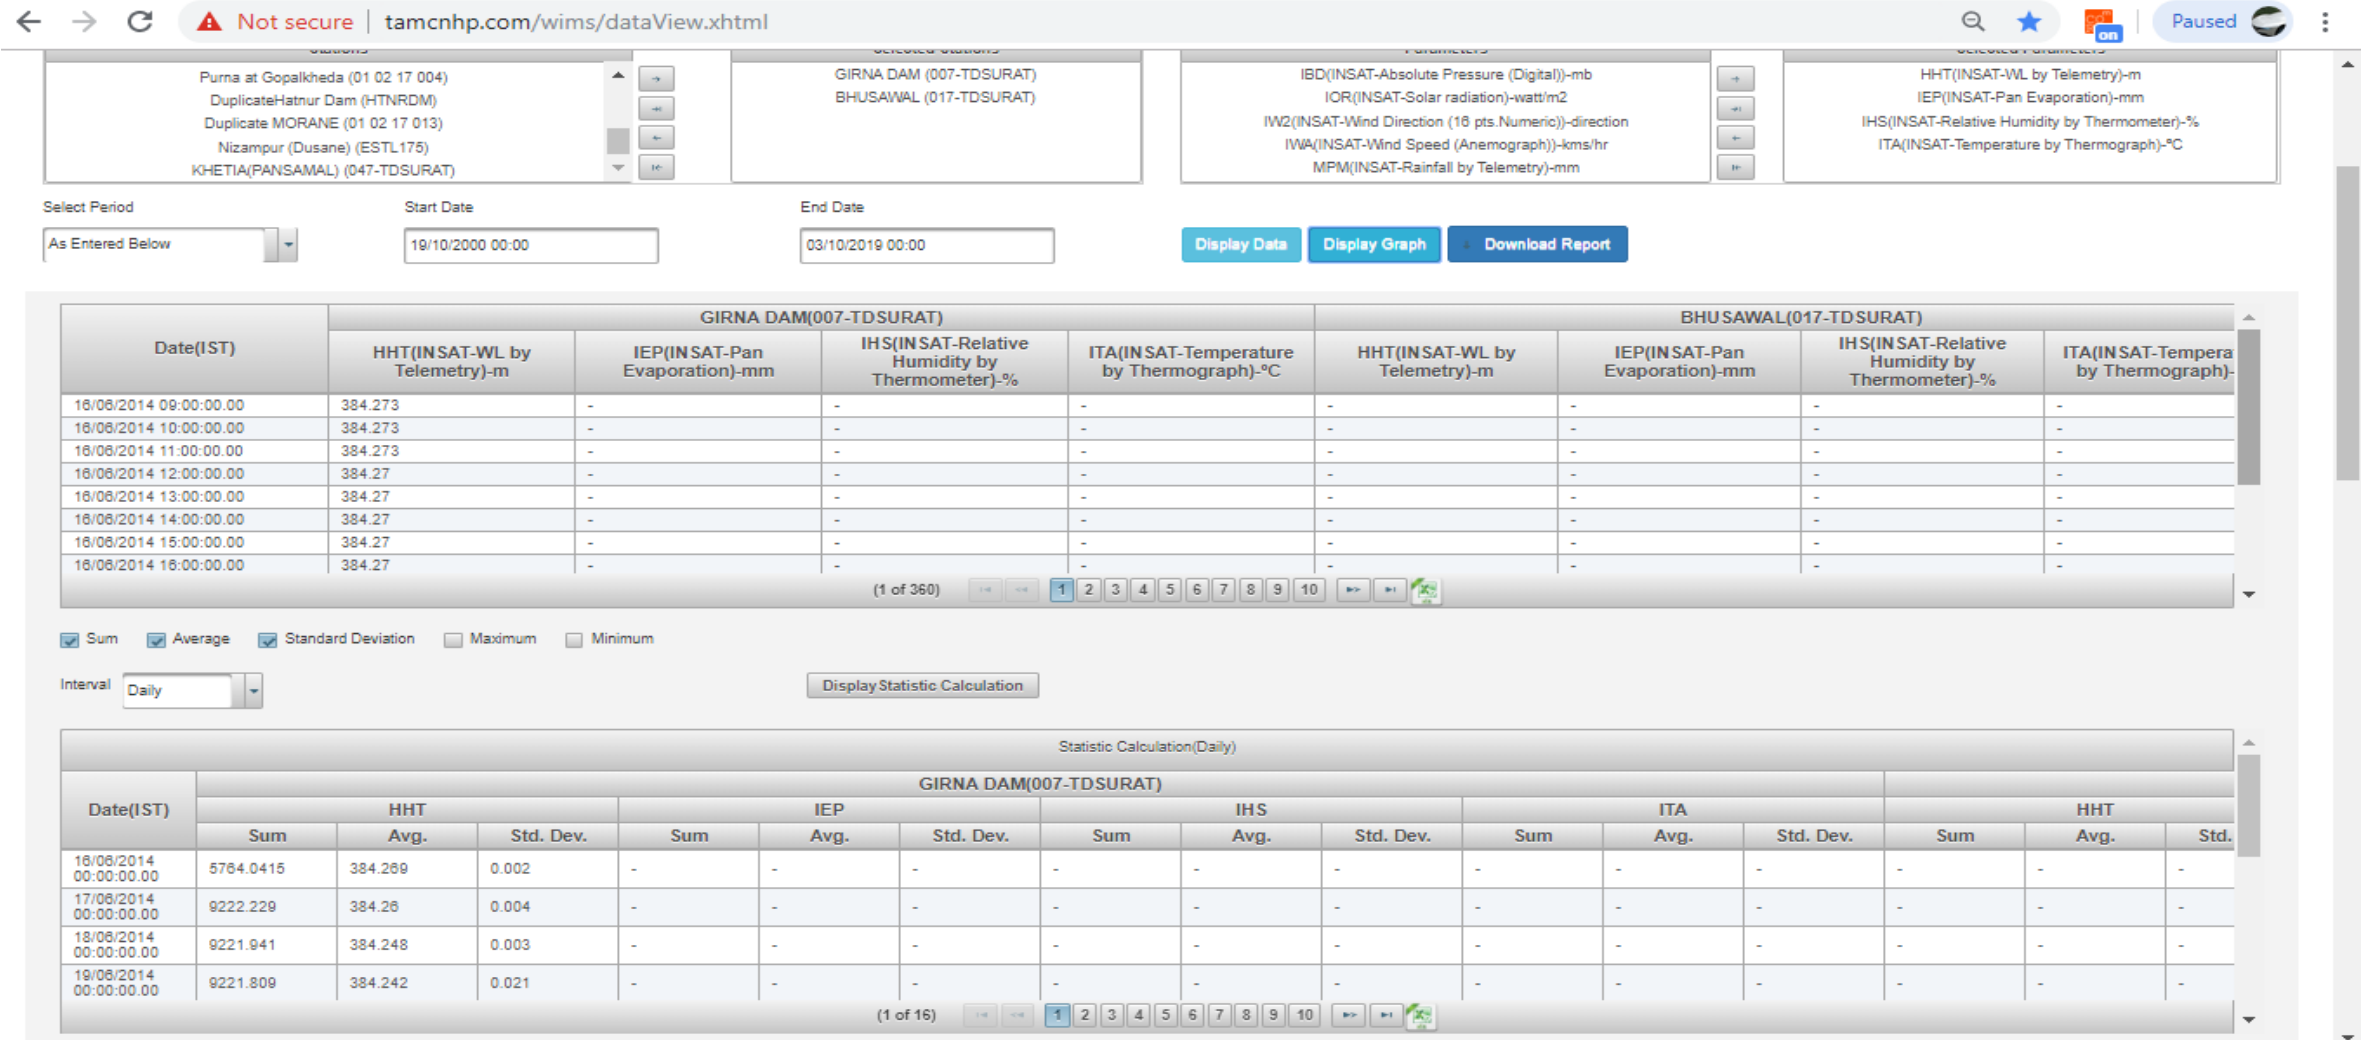 Not secure | tamcnhp.com/wims/dataView.xhtml
on
Paused
Stations
Selected Stations
Parameters
Selected Parameters
Purna at Gopalkheda (01 02 17 004)
DuplicateHatnur Dam (HTNRDM)
Duplicate MORANE (01 02 17 013)
Nizampur (Dusane) (ESTL175)
KHETIA(PANSAMAL) (047-TDSURAT)
GIRNA DAM (007-TDSURAT)
BHUSAWAL (017-TDSURAT)
IBD(INSAT-Absolute Pressure (Digital))-mb
IOR(INSAT-Solar radiation)-watt/m2
IW2(INSAT-Wind Direction (16 pts.Numeric))-direction
IWA(INSAT-Wind Speed (Anemograph))-kms/hr
MPM(INSAT-Rainfall by Telemetry)-mm
HHT(INSAT-WL by Telemetry)-m
IEP(INSAT-Pan Evaporation)-mm
IHS(INSAT-Relative Humidity by Thermometer)-%
ITA(INSAT-Temperature by Thermograph)-ºC
Select Period
Start Date
End Date
As Entered Below
19/10/2000 00:00
03/10/2019 00:00
Display Data
Display Graph
Download Report
Date(IST)
GIRNA DAM(007-TDSURAT)
BHUSAWAL(017-TDSURAT)
HHT(INSAT-WL by
Telemetry)-m
IEP(INSAT-Pan
Evaporation)-mm
IHS(INSAT-Relative
Humidity by
Thermometer)-%
ITA(INSAT-Temperature
by Thermograph)-ºC
HHT(INSAT-WL by
Telemetry)-m
IEP(INSAT-Pan
Evaporation)-mm
IHS(INSAT-Relative
Humidity by
Thermometer)-%
ITA(INSAT-Tempera
by Thermograph)-
16/06/2014 09:00:00.00 384.273 - - - - - - -
16/06/2014 10:00:00.00 384.273 - - - - - - -
16/06/2014 11:00:00.00 384.273 - - - - - - -
16/06/2014 12:00:00.00 384.27 - - - - - - -
16/06/2014 13:00:00.00 384.27 - - - - - - -
16/06/2014 14:00:00.00 384.27 - - - - - - -
16/06/2014 15:00:00.00 384.27 - - - - - - -
16/06/2014 16:00:00.00 384.27 - - - - - - -
(1 of 360) 1 2 3 4 5 6 7 8 9 10
Sum Average Standard Deviation Maximum Minimum
Interval Daily
Display Statistic Calculation
Statistic Calculation(Daily)
Date(IST)
GIRNA DAM(007-TDSURAT)
HHT IEP IHS ITA HHT
Sum Avg. Std. Dev. Sum Avg. Std. Dev. Sum Avg. Std. Dev. Sum Avg. Std. Dev. Sum Avg. Std.
16/06/2014
00:00:00.00
5764.0415 384.269 0.002 - - - - - - - - - - - -
17/06/2014
00:00:00.00
9222.229 384.26 0.004 - - - - - - - - - - - -
18/06/2014
00:00:00.00
9221.941 384.248 0.003 - - - - - - - - - - - -
19/06/2014
00:00:00.00
9221.809 384.242 0.021 - - - - - - - - - - - -
(1 of 16) 1 2 3 4 5 6 7 8 9 10